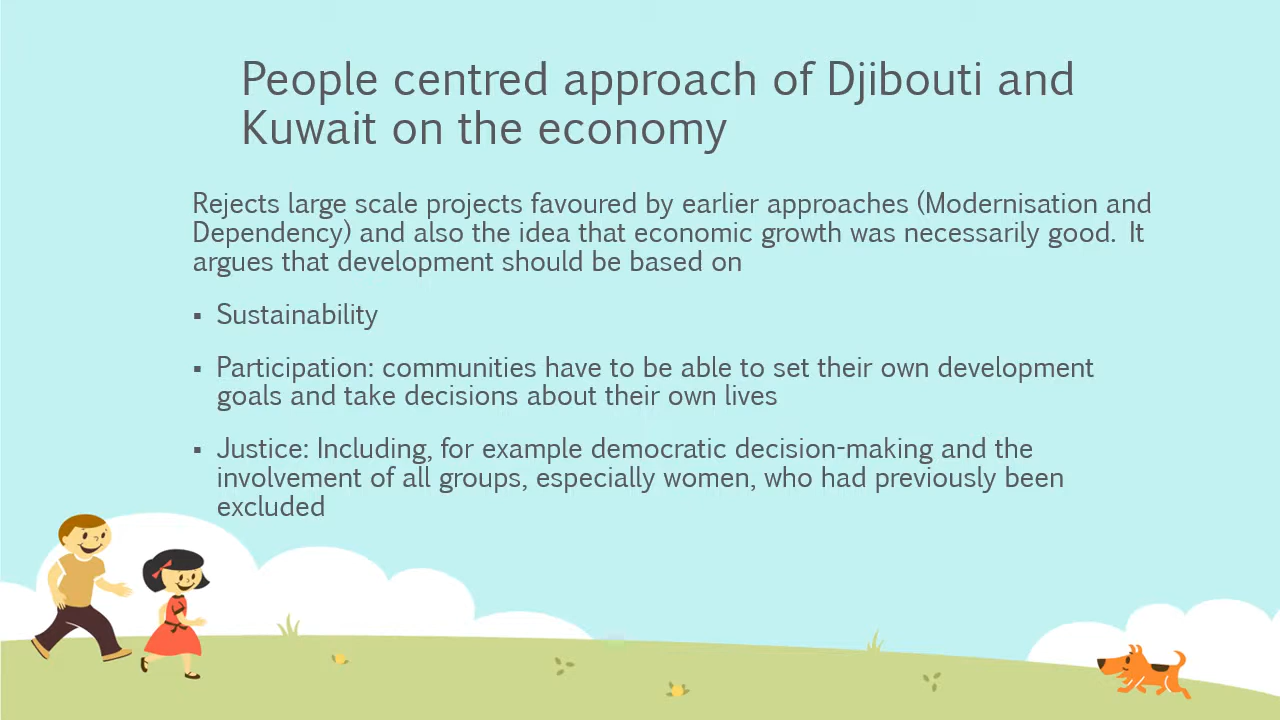 People centred approach of Djibouti and
Kuwait on the economy
Rejects large scale projects favoured by earlier approaches (Modernisation and
Dependency) and also the idea that economic growth was necessarily good. It
argues that development should be based on
▪ Sustainability
▪ Participation: communities have to be able to set their own development
goals and take decisions about their own lives
▪ Justice: Including, for example democratic decision-making and the
involvement of all groups, especially women, who had previously been
excluded